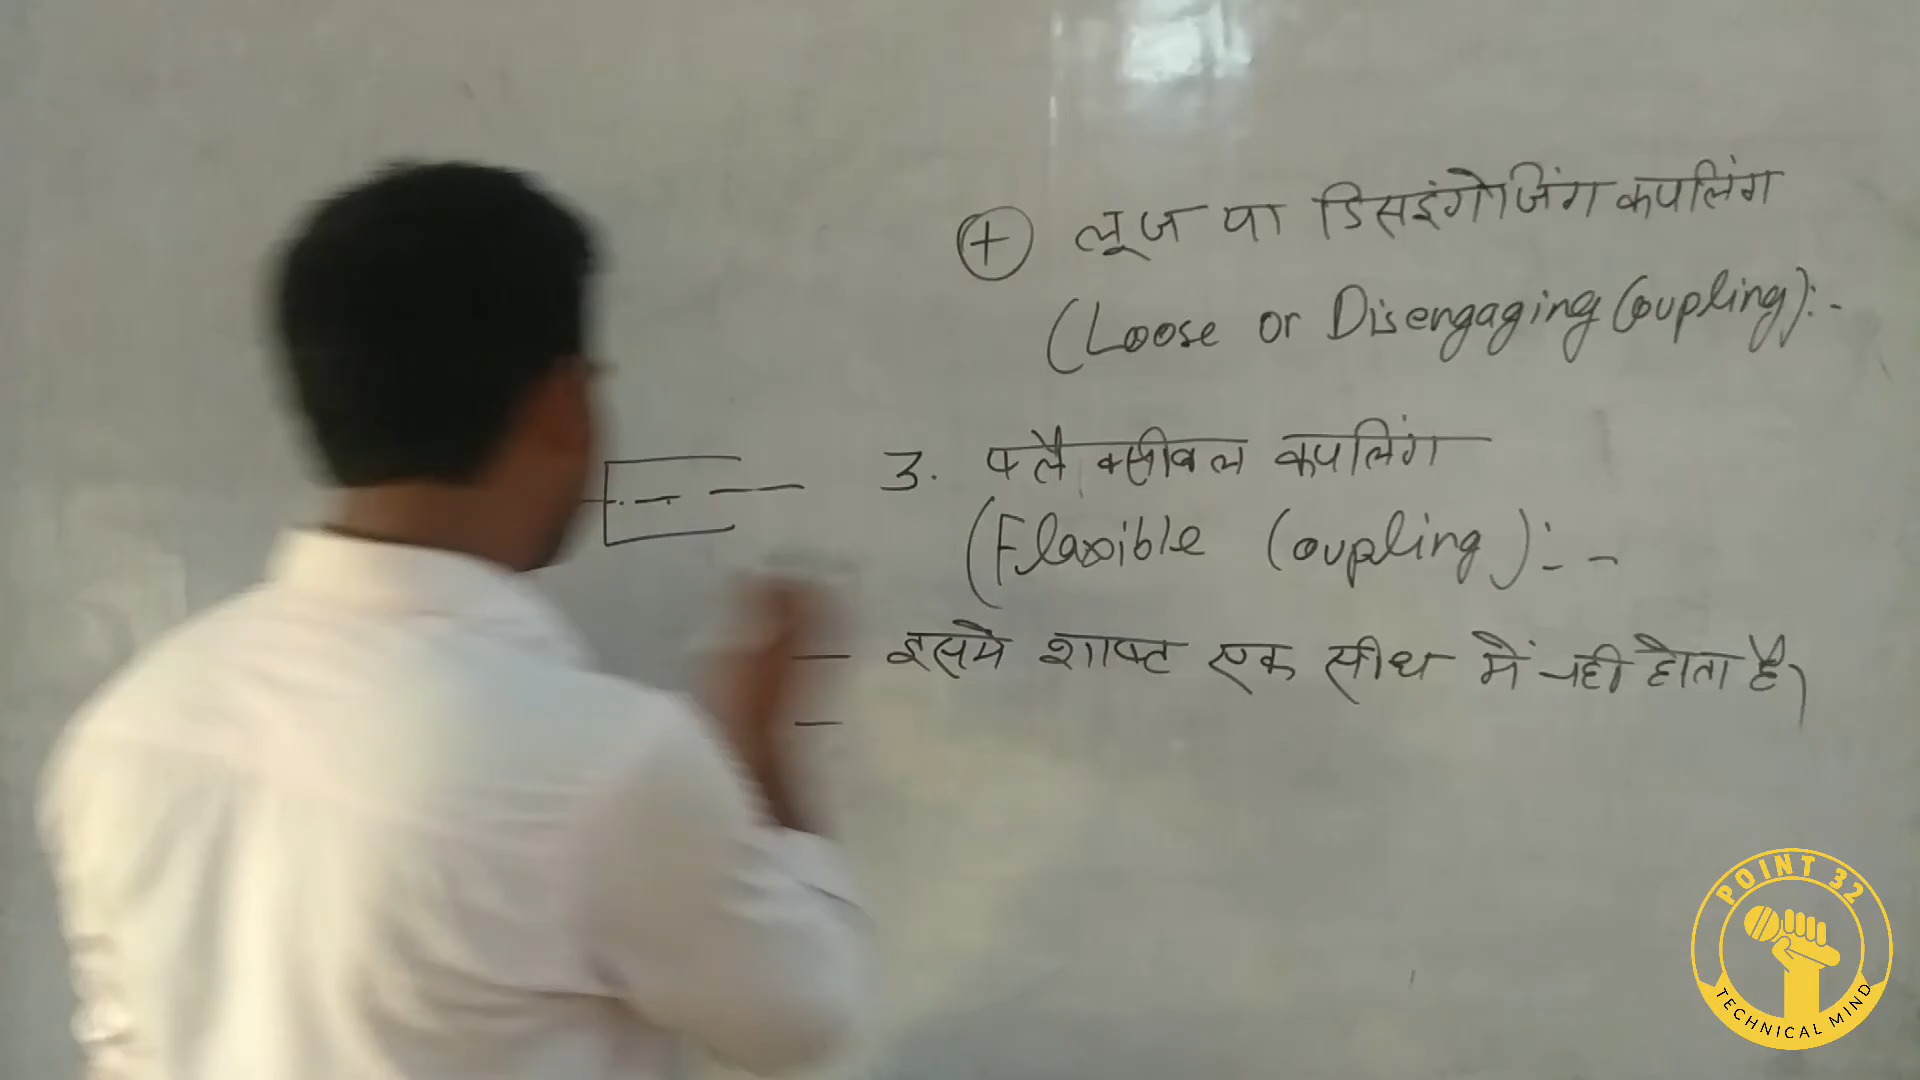 + लूज या डिसइंगेजिंग कपलिंग
(Loose or Disengaging Coupling):-
3. फ्लैक्सीबल कपलिंग
(Flaxible Coupling):-
— इसमे शाफ्ट एक सीध में नही होता है।
—
POINT 32
TECHNICAL MIND